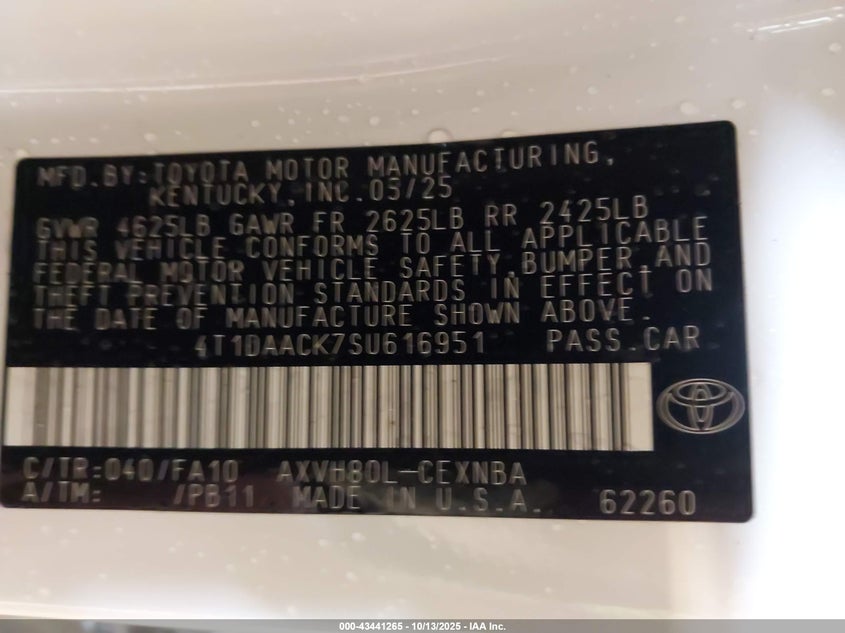 MFD.BY:TOYOTA MOTOR MANUFACTURING,
KENTUCKY,INC.05/25
GVWR 4625LB GAWR FR 2625LB RR 2425LB
THIS VEHICLE CONFORMS TO ALL APPLICABLE
FEDERAL MOTOR VEHICLE SAFETY,BUMPER,AND
THEFT PREVENTION STANDARDS IN EFFECT ON
THE DATE OF MANUFACTURE SHOWN ABOVE.
4T1DAACK7SU616951 PASS.CAR
C/TR:040/FA10 AXVH80L-CEXNBA
A/TM: /PB11 MADE IN U.S.A. 62260
000-43441265 - 10/13/2025 - IAA Inc.